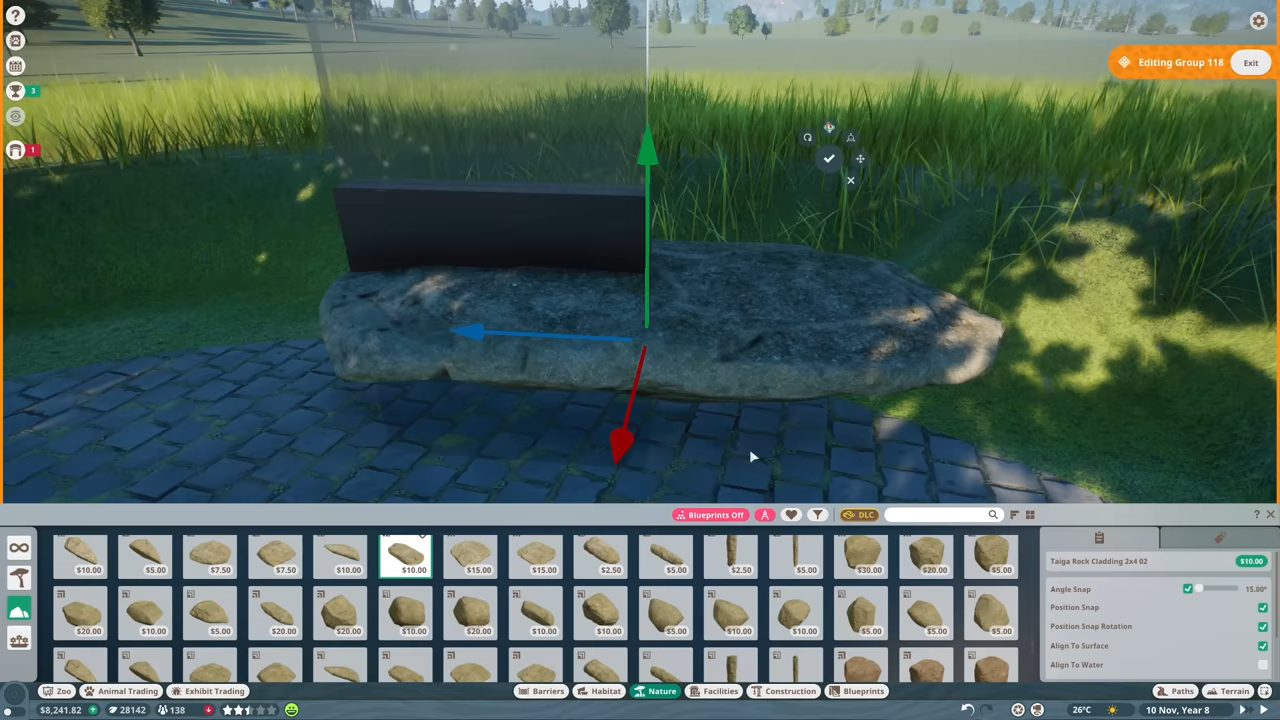 ?
Editing Group 118
Exit
3
1
Blueprints Off
DLC
? ×
$10.00 $5.00 $7.50 $7.50 $10.00 $10.00 $15.00 $15.00 $2.50 $5.00 $2.50 $5.00 $30.00 $20.00 $5.00
Taiga Rock Cladding 2x4 02 $10.00
Angle Snap 15.00°
Position Snap
$20.00 $10.00 $5.00 $20.00 $20.00 $10.00 $20.00 $10.00 $10.00 $5.00 $10.00 $10.00 $5.00 $5.00 $5.00
Position Snap Rotation
Align To Surface
Align To Water
Zoo Animal Trading Exhibit Trading Barriers Habitat Nature Facilities Construction Blueprints Paths Terrain
$8,241.82 28142 138 26°C 10 Nov, Year 8